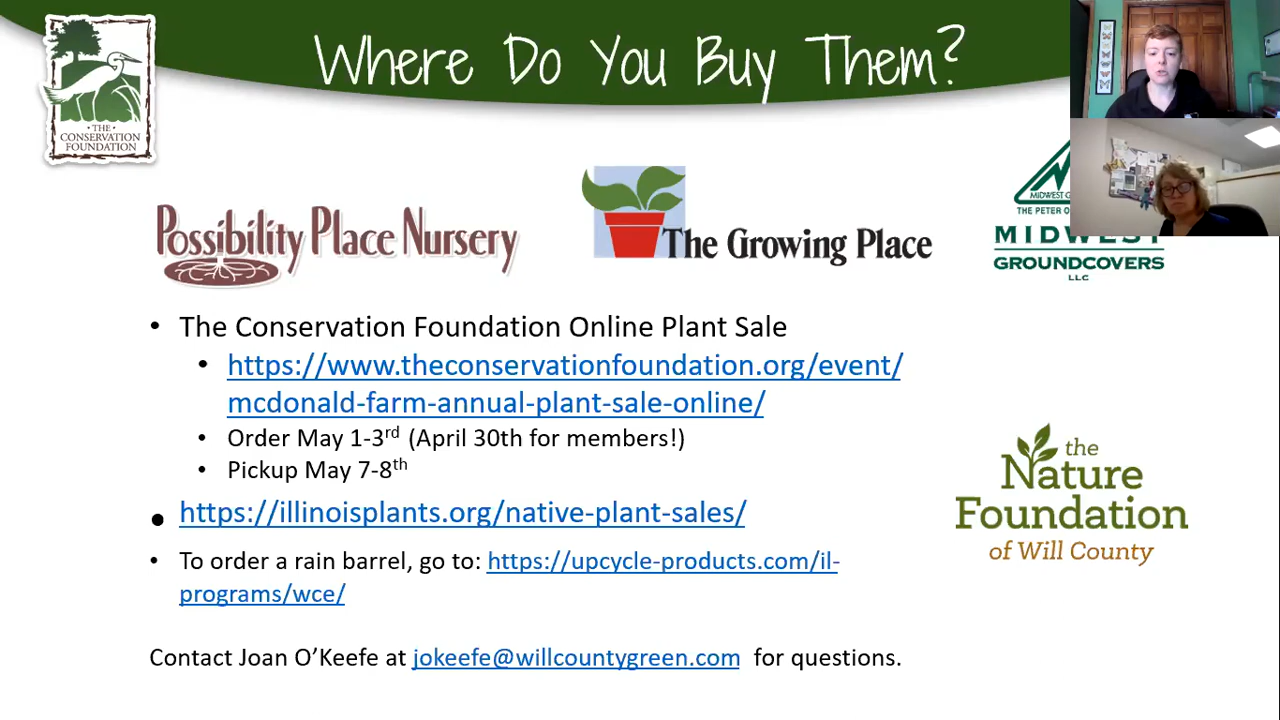 Where Do You Buy Them?
THE
CONSERVATION
FOUNDATION
Possibility Place Nursery
The Growing Place
MIDWEST
THE PETER
MIDWEST
GROUNDCOVERS
LLC
• The Conservation Foundation Online Plant Sale
• https://www.theconservationfoundation.org/event/
mcdonald-farm-annual-plant-sale-online/
• Order May 1-3rd (April 30th for members!)
• Pickup May 7-8th
• https://illinoisplants.org/native-plant-sales/
• To order a rain barrel, go to: https://upcycle-products.com/il-
programs/wce/
the
Nature
Foundation
of Will County
Contact Joan O’Keefe at jokeefe@willcountygreen.com for questions.